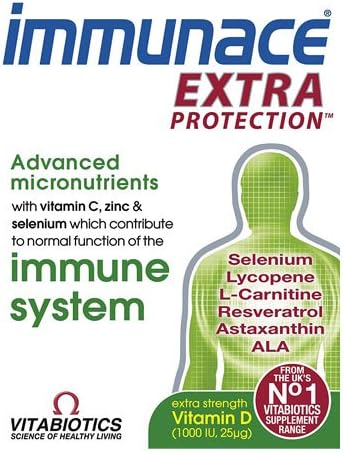 immunace®
EXTRA
PROTECTION™
Advanced
micronutrients
with vitamin C, zinc &
selenium which contribute
to normal function of the
immune
system
Selenium
Lycopene
L-Carnitine
Resveratrol
Astaxanthin
ALA
extra strength
Vitamin D
(1000 IU, 25µg)
FROM
THE UK'S
Nº1
VITABIOTICS
SUPPLEMENT
RANGE
VITABIOTICS
SCIENCE OF HEALTHY LIVING